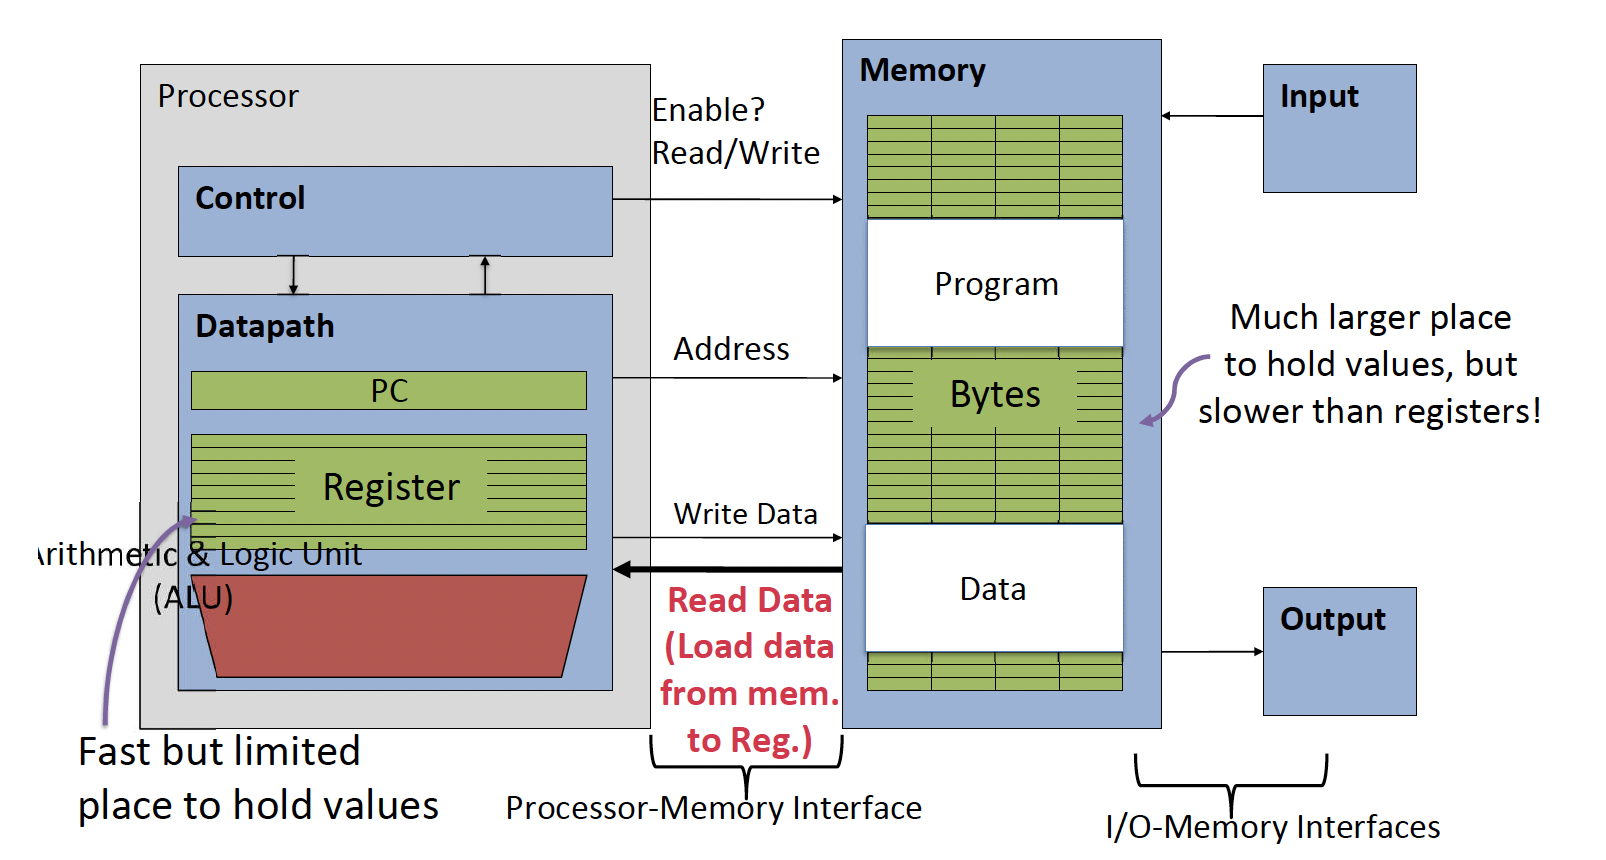 Processor
Control
Datapath
PC
Register
Arithmetic & Logic Unit
(ALU)
Fast but limited
place to hold values
Enable?
Read/Write
Address
Write Data
Read Data
(Load data
from mem.
to Reg.)
Processor-Memory Interface
Memory
Program
Bytes
Data
Input
Much larger place
to hold values, but
slower than registers!
Output
I/O-Memory Interfaces